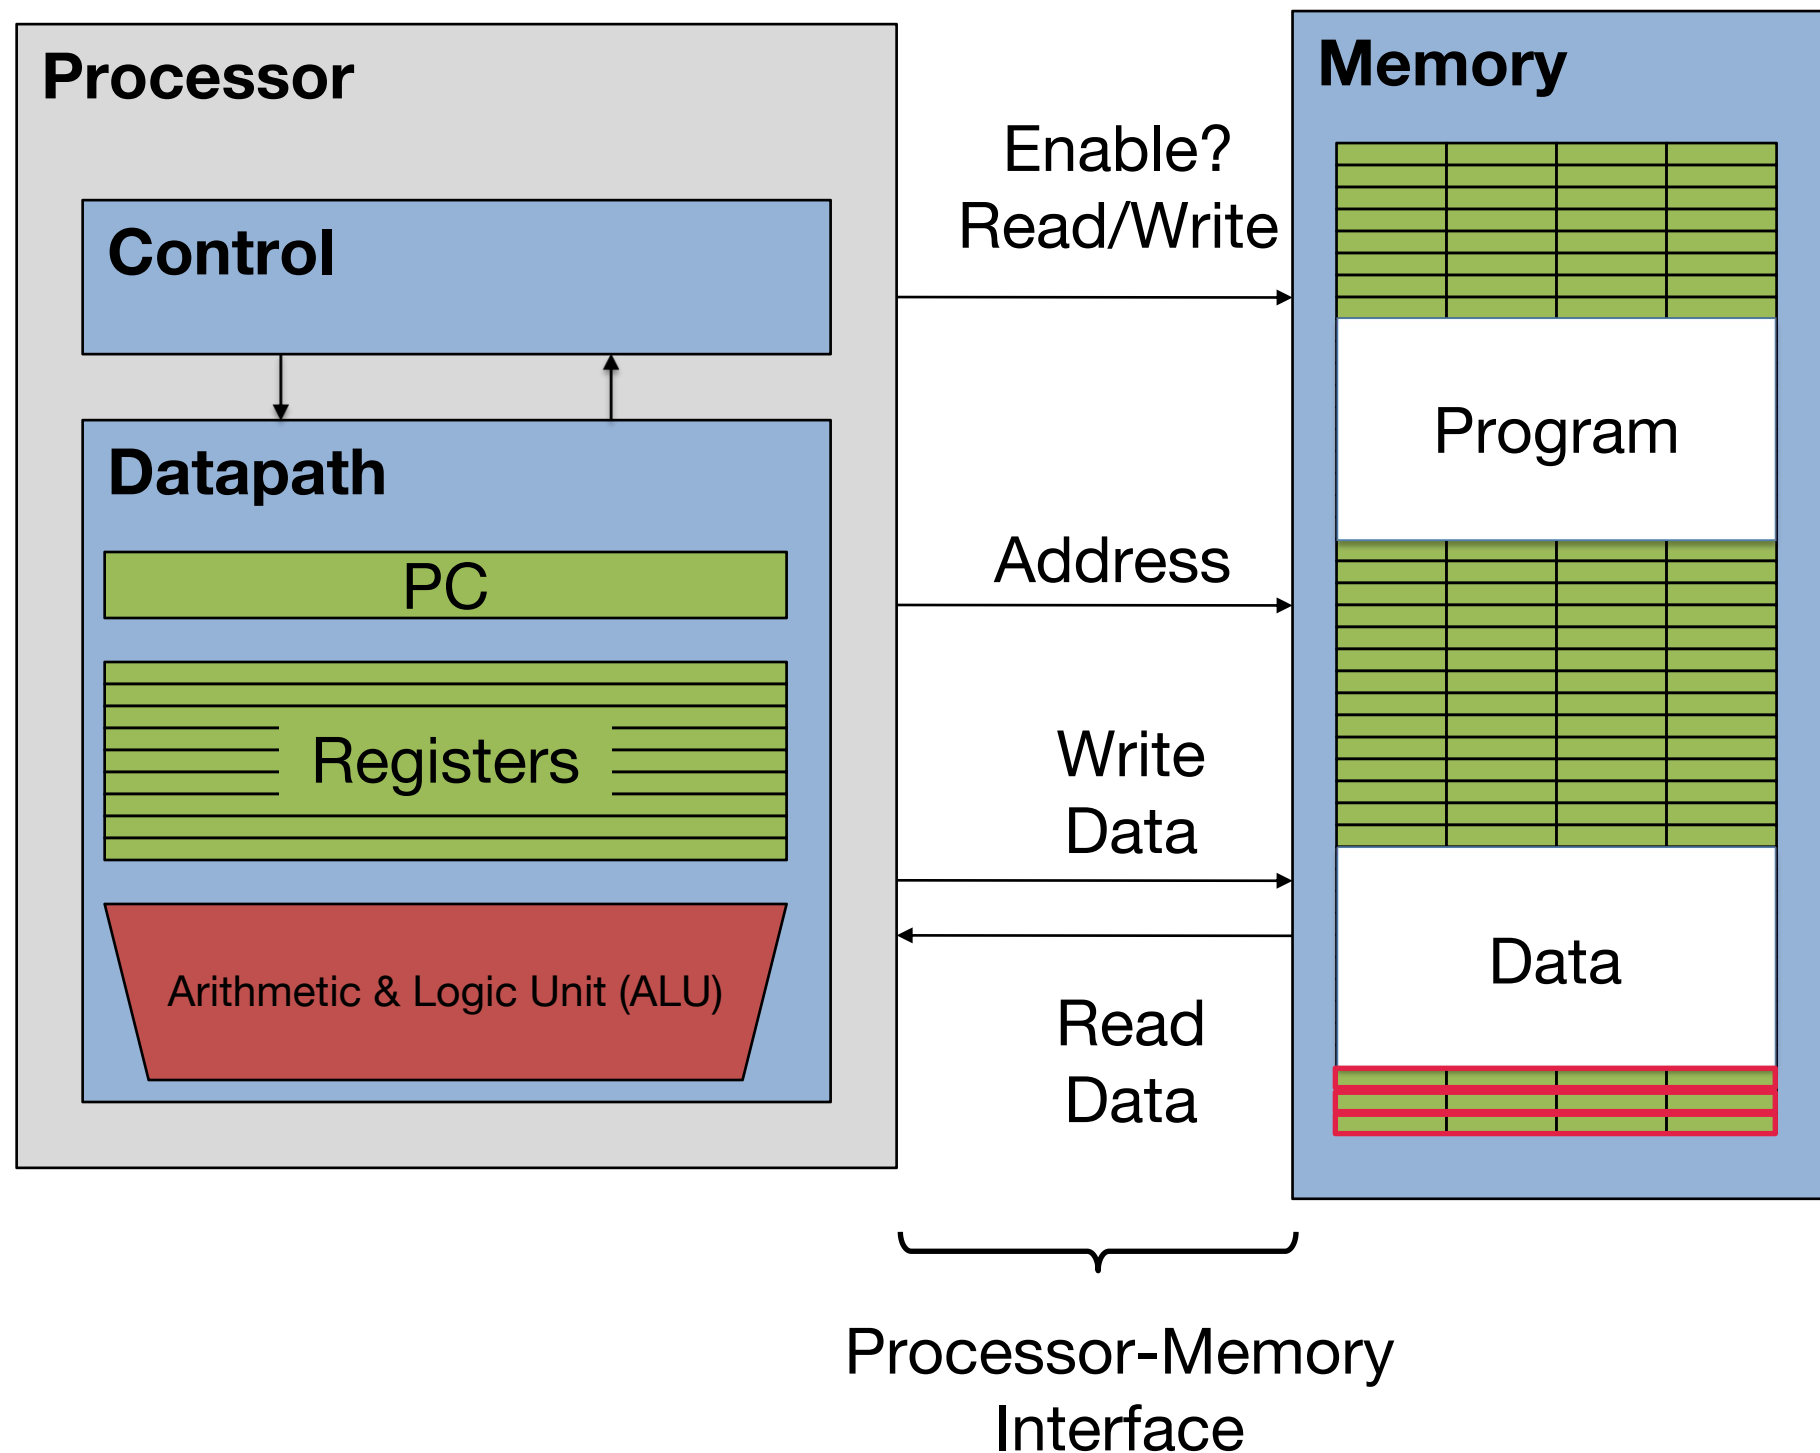 Processor
Control
Datapath
PC
Registers
Arithmetic & Logic Unit (ALU)
Enable?
Read/Write
Address
Write
Data
Read
Data
Memory
Program
Data
Processor-Memory
Interface